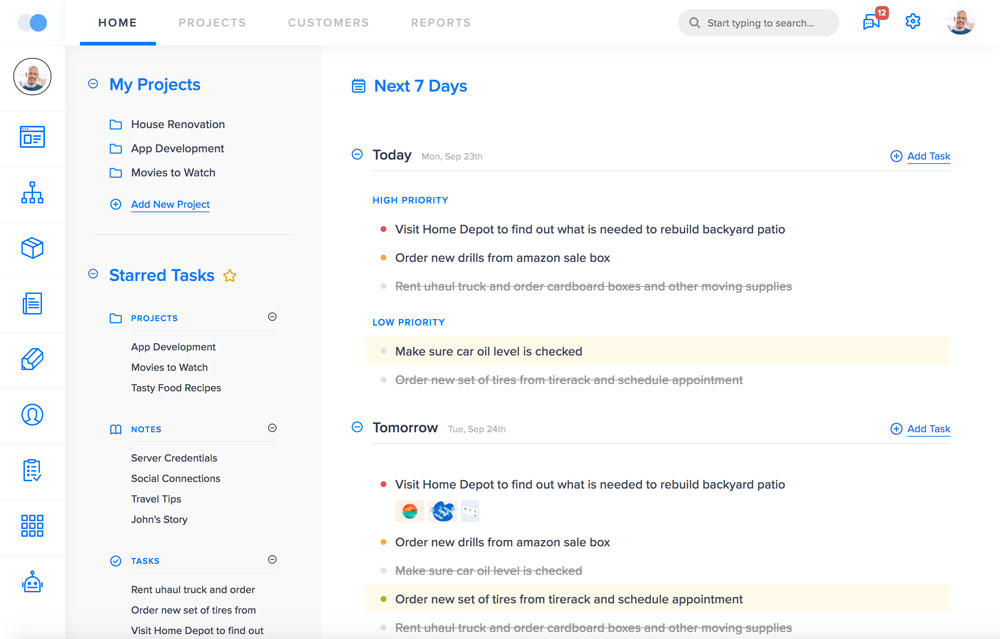 HOME PROJECTS CUSTOMERS REPORTS
Start typing to search...
12
My Projects
House Renovation
App Development
Movies to Watch
Add New Project
Starred Tasks
PROJECTS
App Development
Movies to Watch
Tasty Food Recipes
NOTES
Server Credentials
Social Connections
Travel Tips
John's Story
TASKS
Rent uhaul truck and order
Order new set of tires from
Visit Home Depot to find out
Next 7 Days
Today Mon, Sep 23th
Add Task
HIGH PRIORITY
Visit Home Depot to find out what is needed to rebuild backyard patio
Order new drills from amazon sale box
Rent uhaul truck and order cardboard boxes and other moving supplies
LOW PRIORITY
Make sure car oil level is checked
Order new set of tires from tirerack and schedule appointment
Tomorrow Tue, Sep 24th
Add Task
Visit Home Depot to find out what is needed to rebuild backyard patio
Order new drills from amazon sale box
Make sure car oil level is checked
Order new set of tires from tirerack and schedule appointment
Rent uhaul truck and order cardboard boxes and other moving supplies